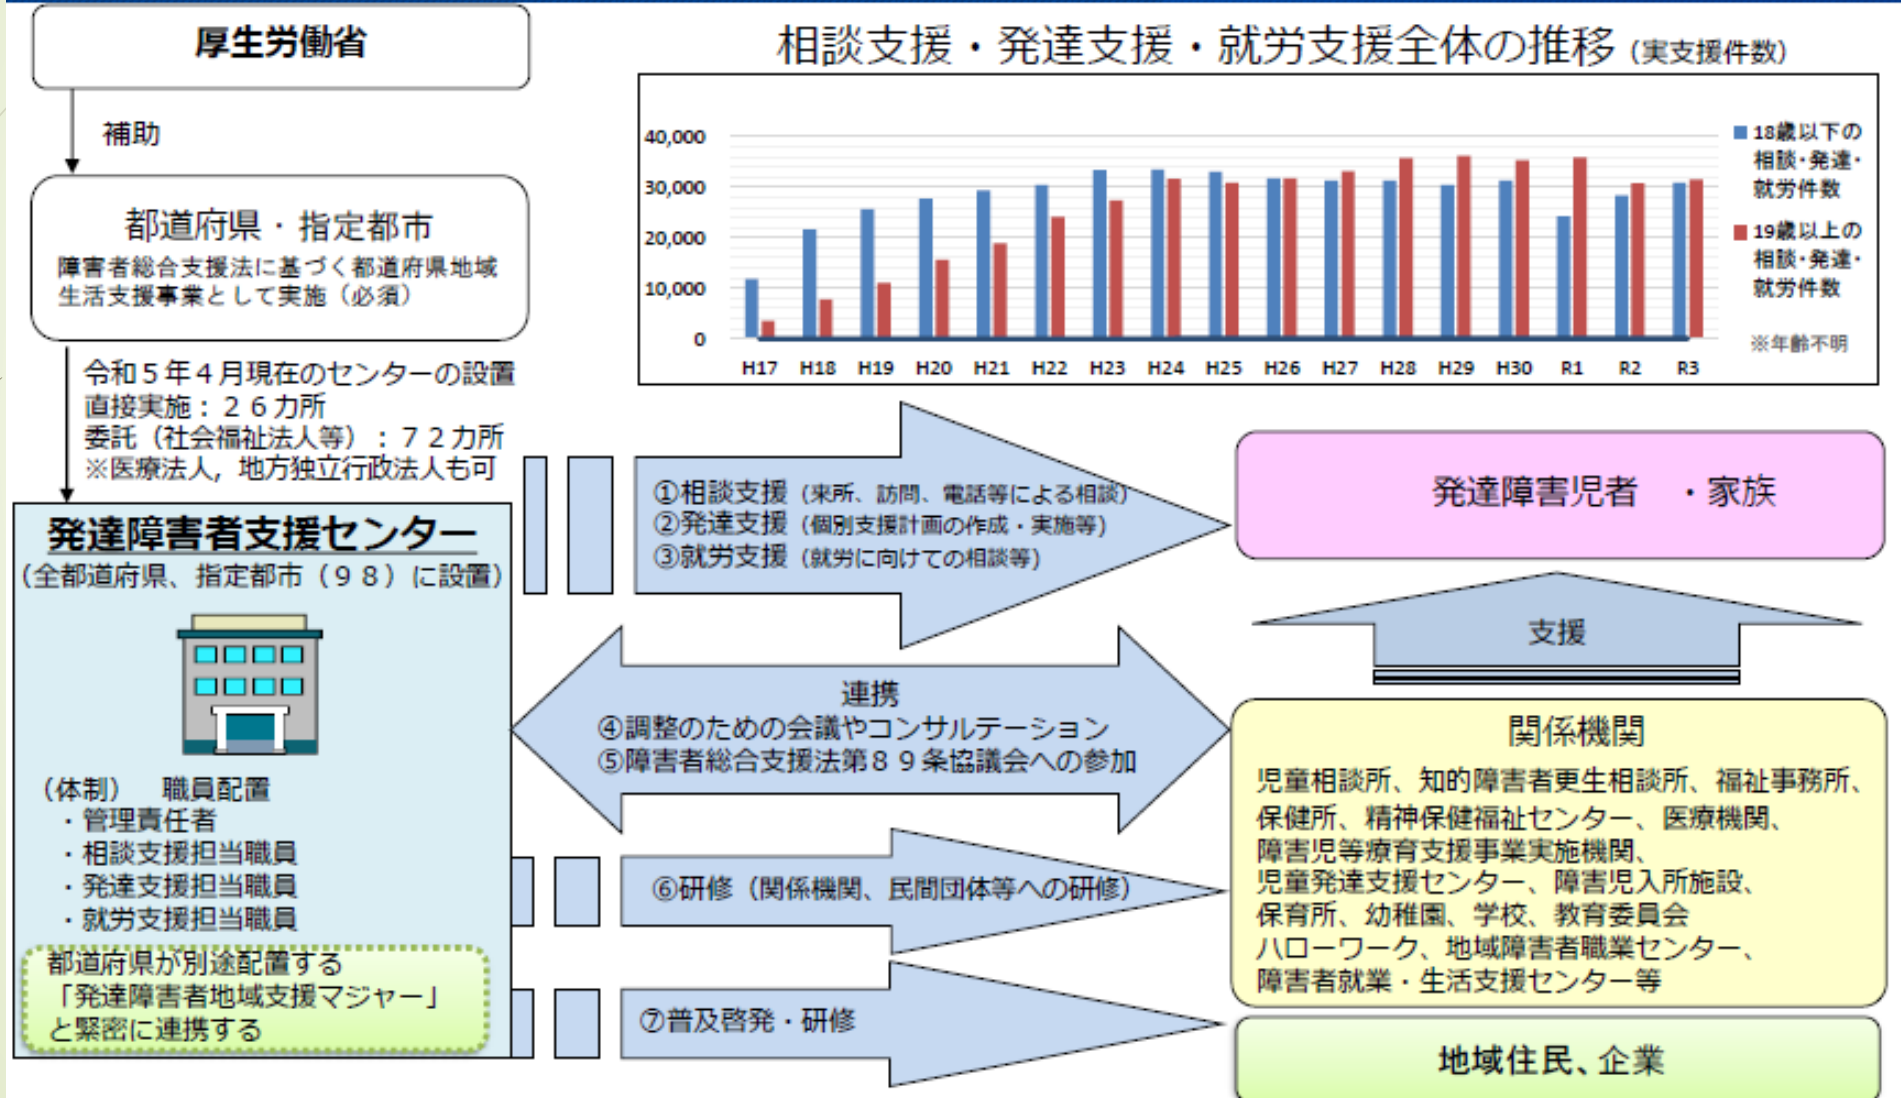 厚生労働省
補助
都道府県・指定都市
障害者総合支援法に基づく都道府県地域
生活支援事業として実施（必須）
令和５年４月現在のセンターの設置
直接実施：２６カ所
委託（社会福祉法人等）：７２カ所
※医療法人，地方独立行政法人も可
相談支援・発達支援・就労支援全体の推移（実支援件数）
40,000
30,000
20,000
10,000
0
H17 H18 H19 H20 H21 H22 H23 H24 H25 H26 H27 H28 H29 H30 R1 R2 R3
18歳以下の
相談・発達・
就労件数
19歳以上の
相談・発達・
就労件数
※年齢不明
発達障害者支援センター
（全都道府県、指定都市（９８）に設置）
（体制） 職員配置
・管理責任者
・相談支援担当職員
・発達支援担当職員
・就労支援担当職員
都道府県が別途配置する
「発達障害者地域支援マジャー」
と緊密に連携する
①相談支援（来所、訪問、電話等による相談）
②発達支援（個別支援計画の作成・実施等）
③就労支援（就労に向けての相談等）
発達障害児者 ・家族
支援
連携
④調整のための会議やコンサルテーション
⑤障害者総合支援法第８９条協議会への参加
関係機関
児童相談所、知的障害者更生相談所、福祉事務所、
保健所、精神保健福祉センター、医療機関、
障害児等療育支援事業実施機関、
児童発達支援センター、障害児入所施設、
保育所、幼稚園、学校、教育委員会
ハローワーク、地域障害者職業センター、
障害者就業・生活支援センター等
⑥研修（関係機関、民間団体等への研修）
⑦普及啓発・研修
地域住民、企業